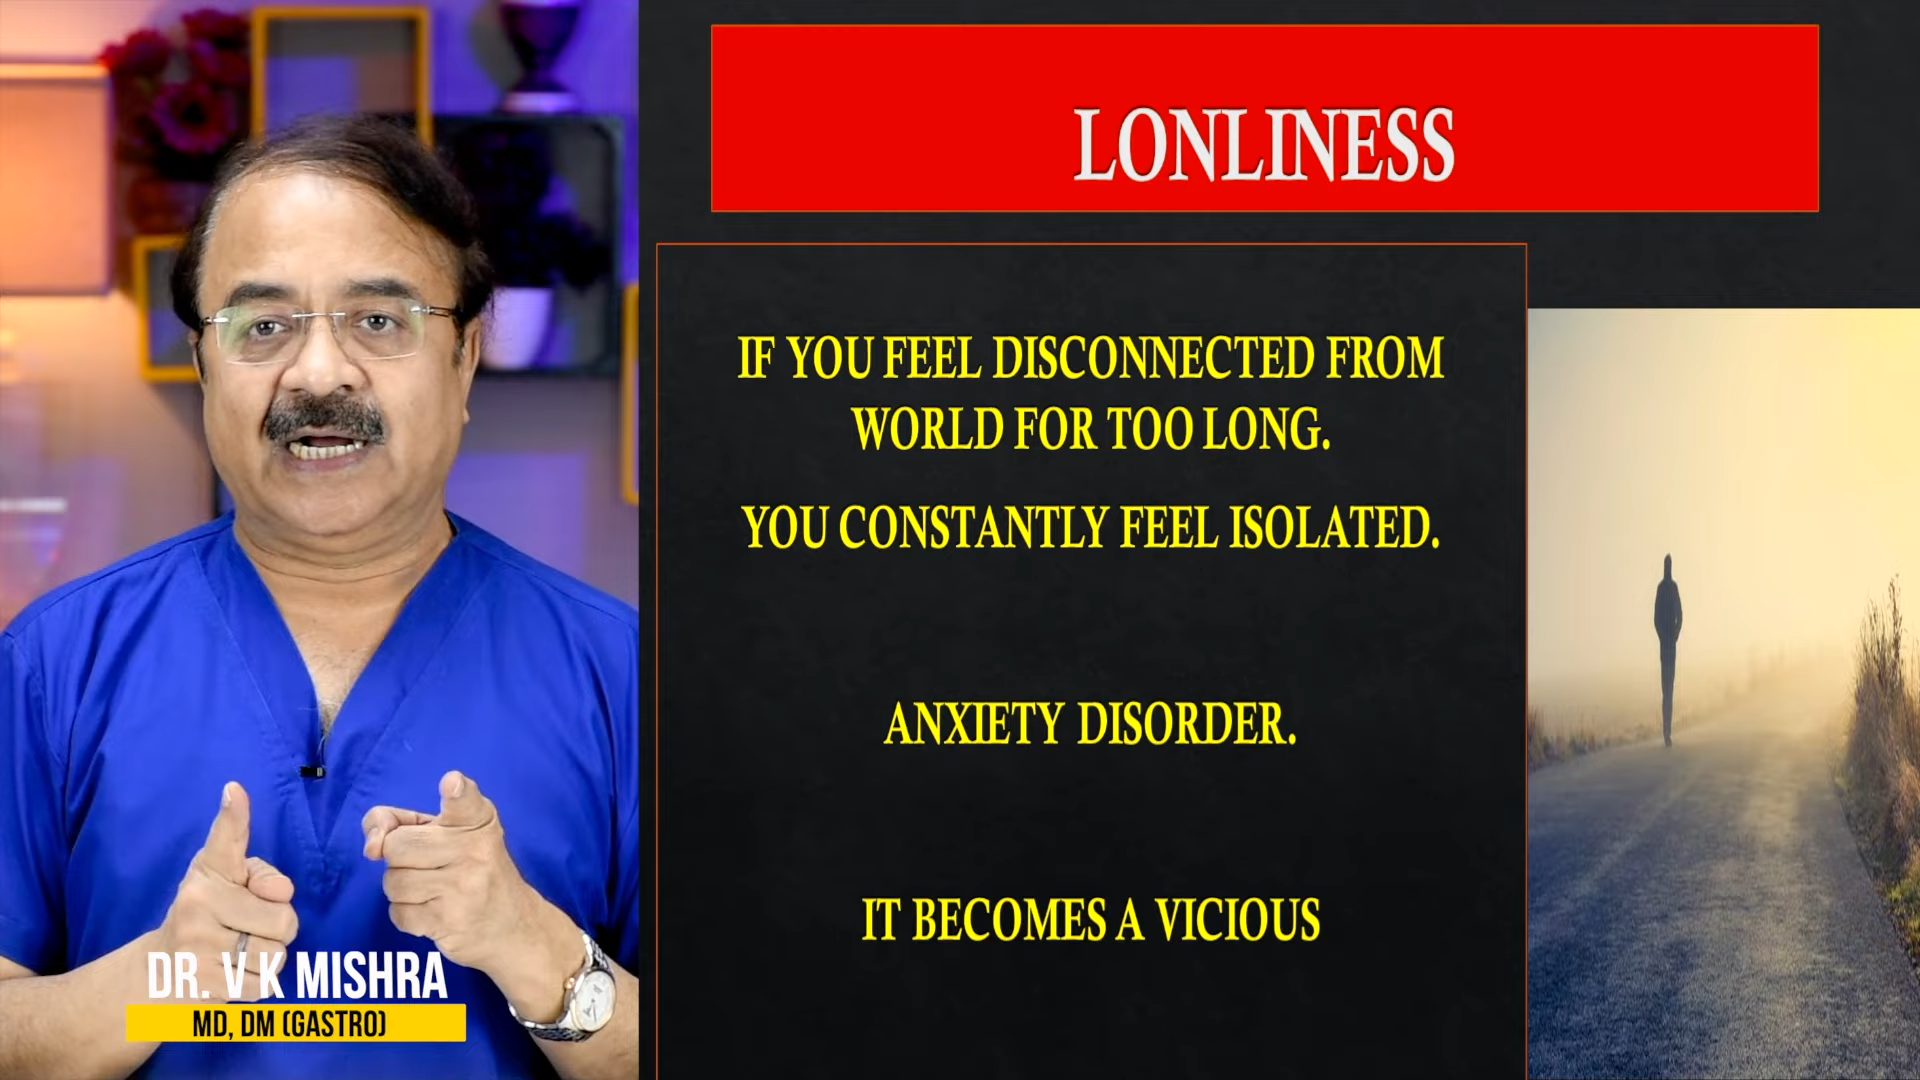 LONLINESS
IF YOU FEEL DISCONNECTED FROM
WORLD FOR TOO LONG.
YOU CONSTANTLY FEEL ISOLATED.
ANXIETY DISORDER.
IT BECOMES A VICIOUS
DR. V K MISHRA
MD, DM (GASTRO)